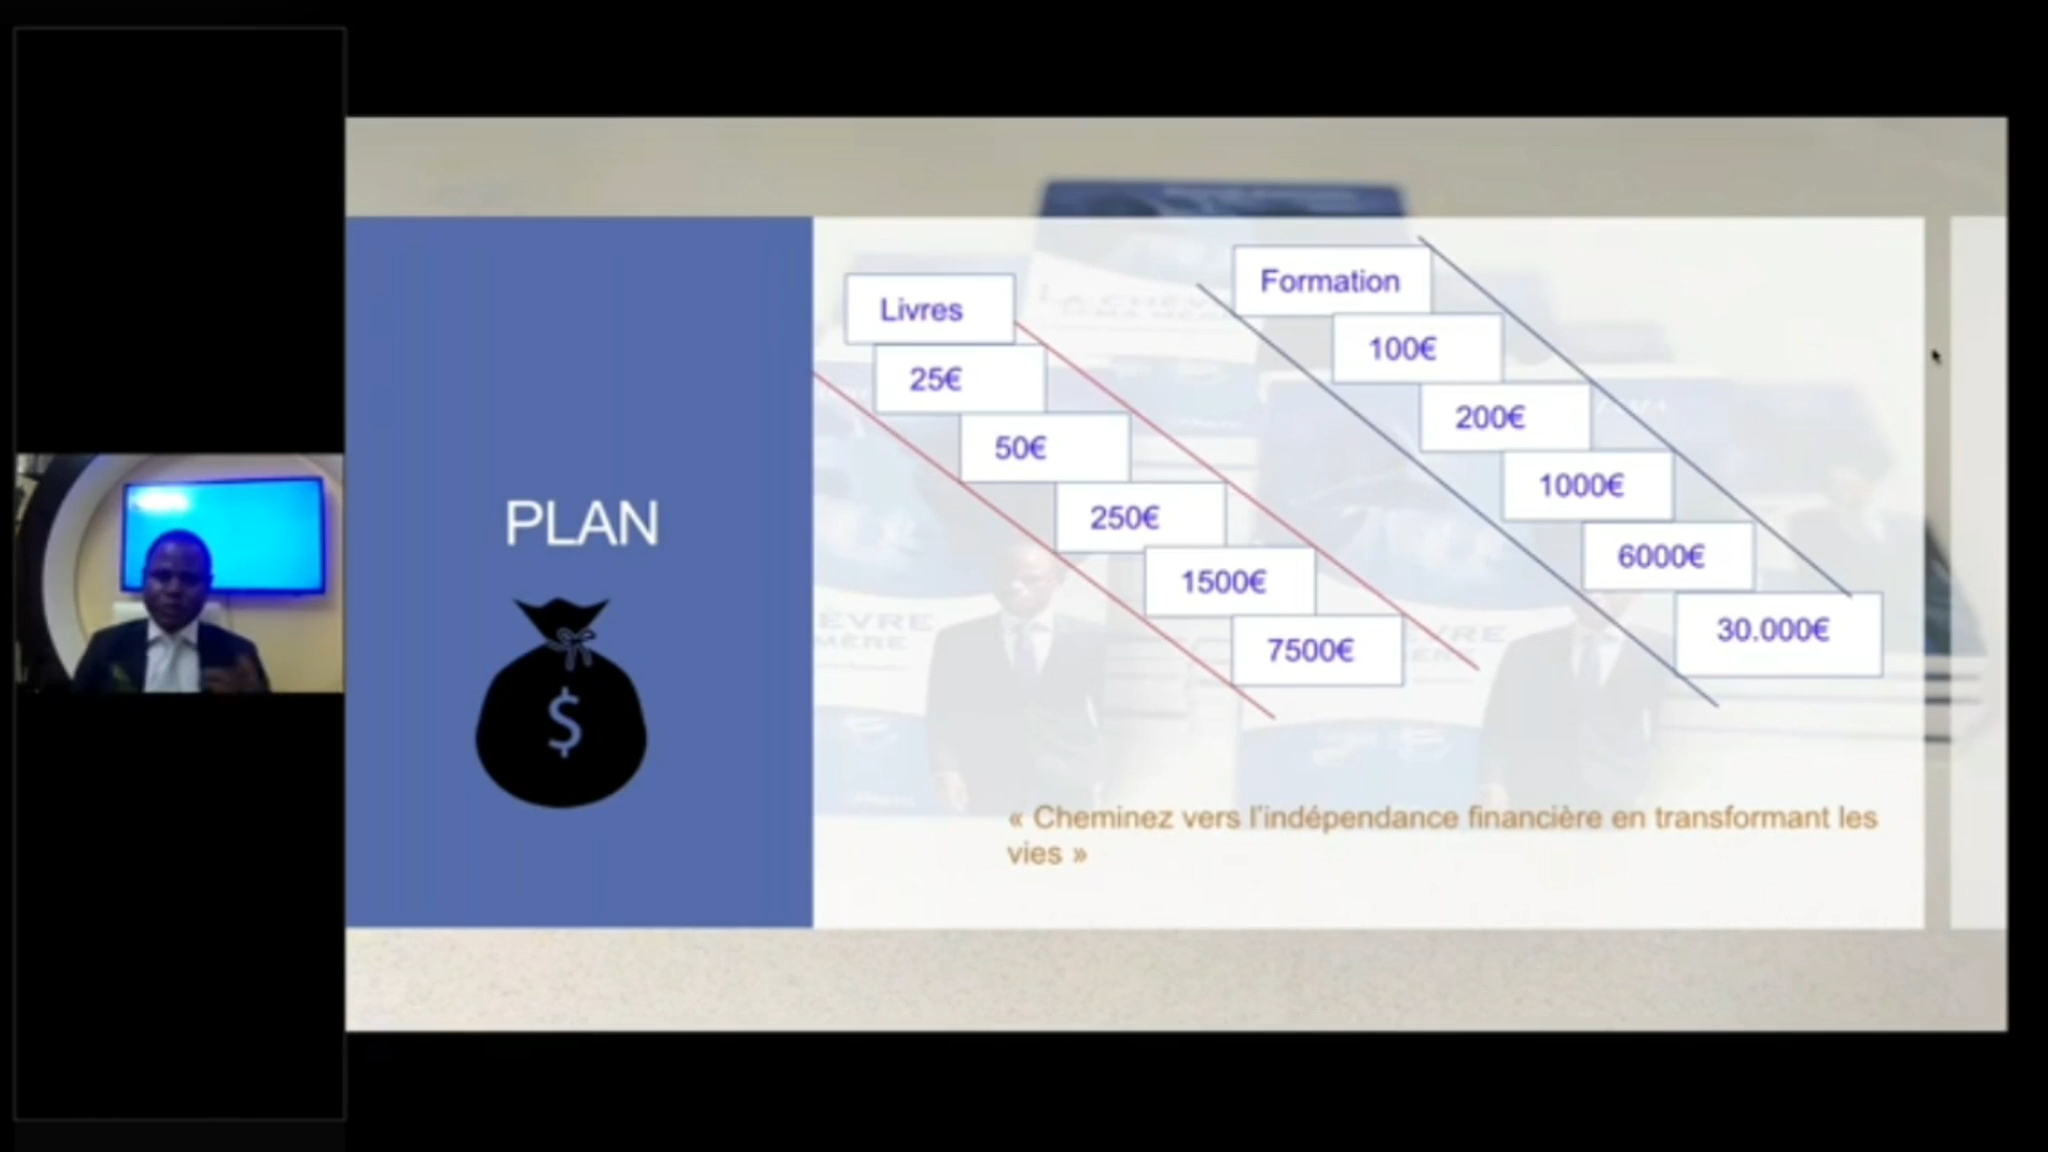 PLAN
$
Livres
25€
50€
250€
1500€
7500€
Formation
100€
200€
1000€
6000€
30.000€
« Cheminez vers l'indépendance financière en transformant les
vies »